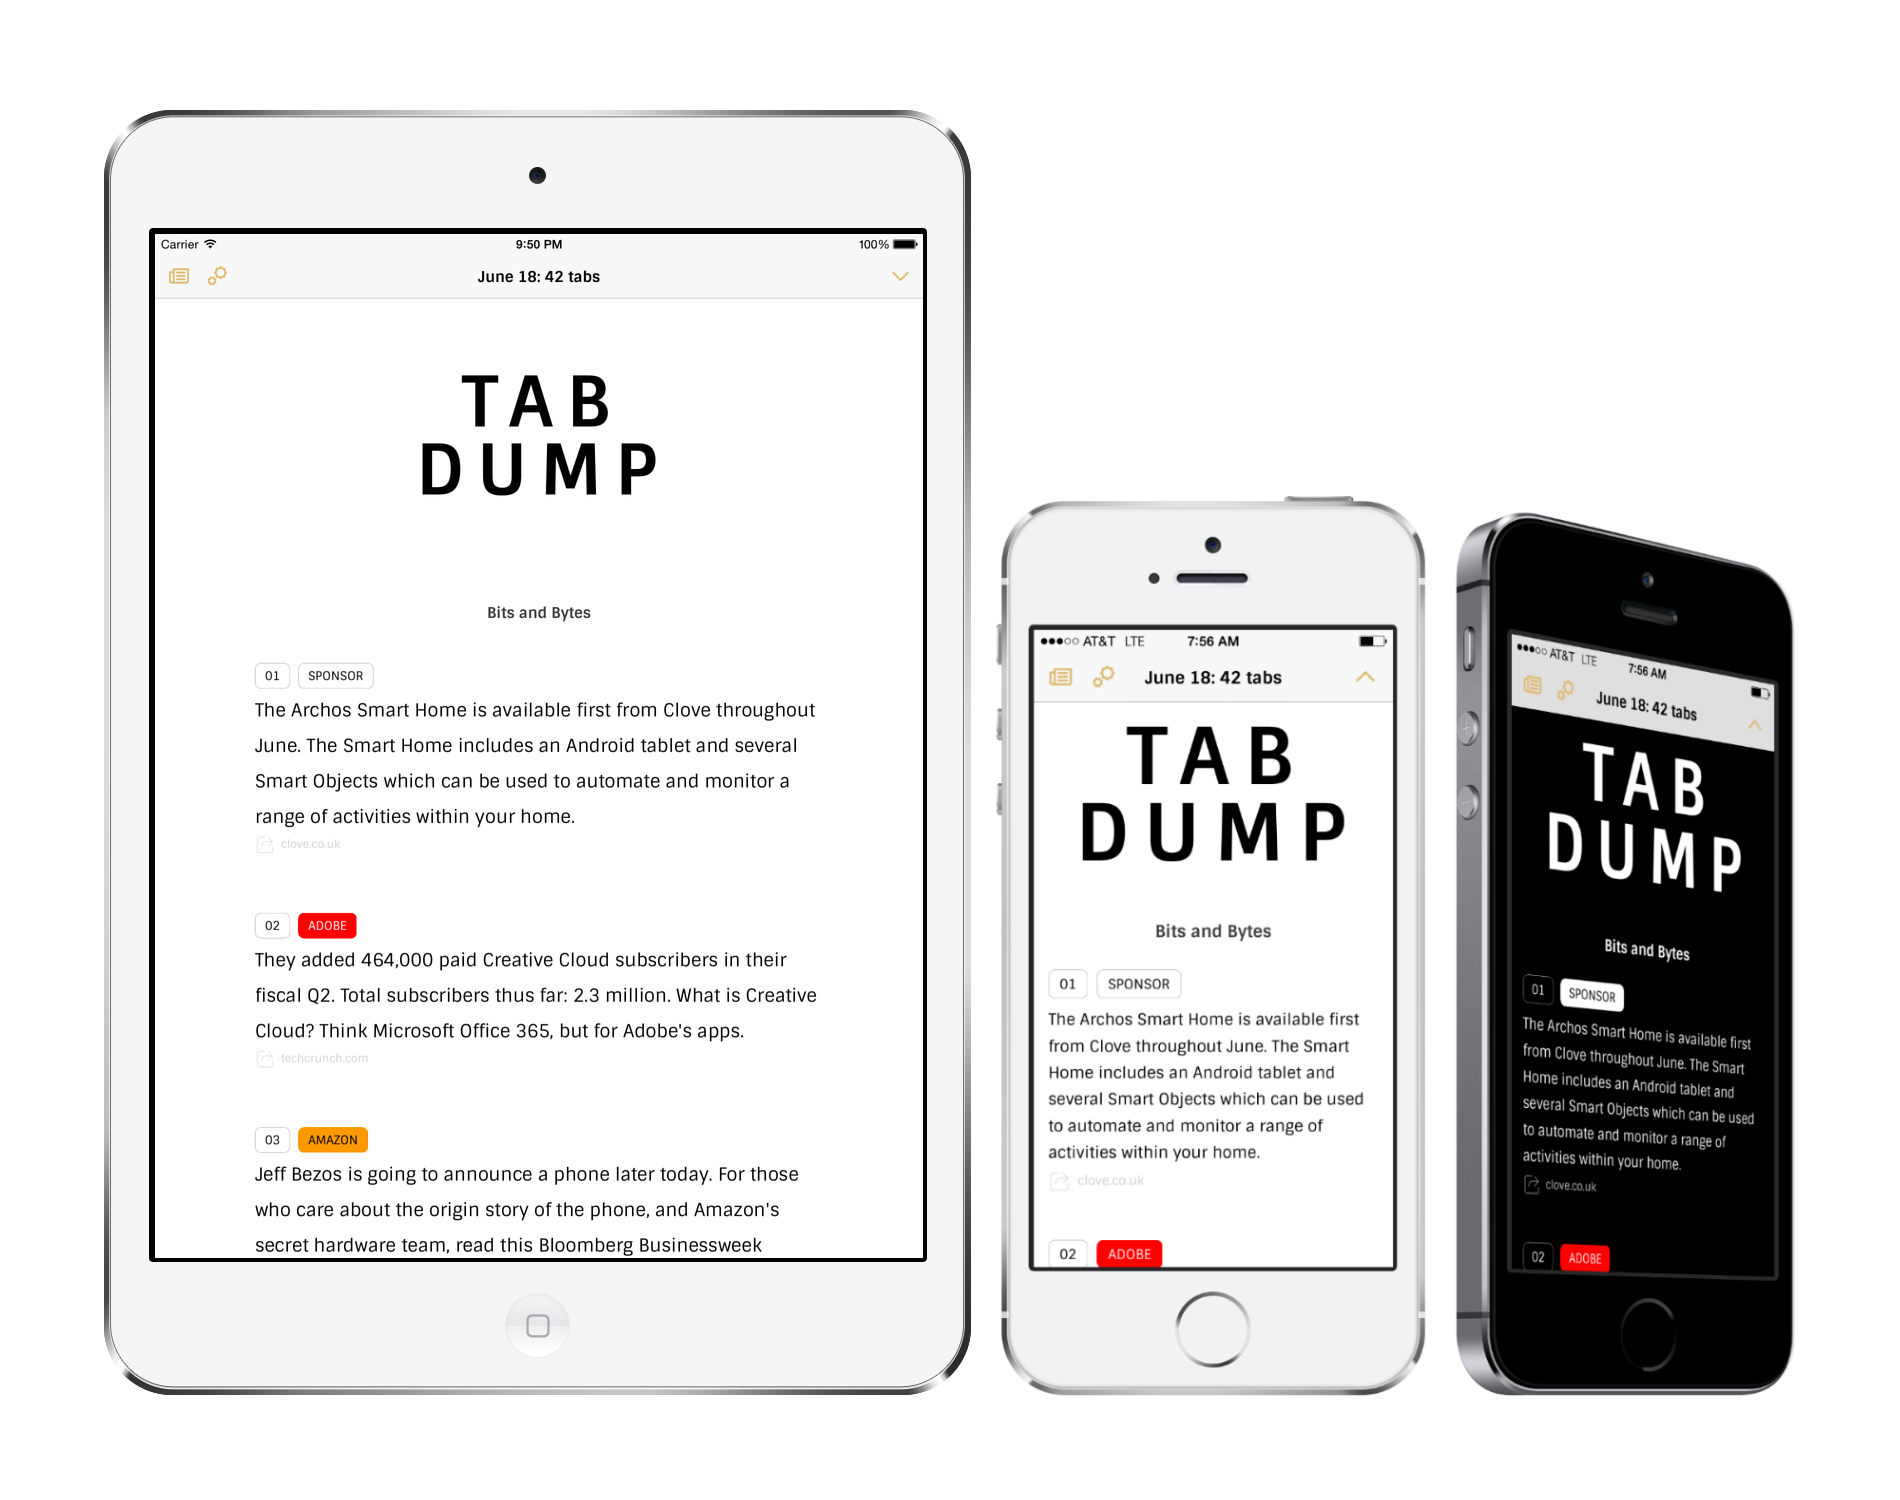 Carrier
9:50 PM
100%
June 18: 42 tabs
TAB
DUMP
Bits and Bytes
01 SPONSOR
The Archos Smart Home is available first from Clove throughout
June. The Smart Home includes an Android tablet and several
Smart Objects which can be used to automate and monitor a
range of activities within your home.
clove.co.uk
02 ADOBE
They added 464,000 paid Creative Cloud subscribers in their
fiscal Q2. Total subscribers thus far: 2.3 million. What is Creative
Cloud? Think Microsoft Office 365, but for Adobe's apps.
techcrunch.com
03 AMAZON
Jeff Bezos is going to announce a phone later today. For those
who care about the origin story of the phone, and Amazon's
secret hardware team, read this Bloomberg Businessweek
AT&T LTE
7:56 AM
June 18: 42 tabs
TAB
DUMP
Bits and Bytes
01 SPONSOR
The Archos Smart Home is available first
from Clove throughout June. The Smart
Home includes an Android tablet and
several Smart Objects which can be used
to automate and monitor a range of
activities within your home.
clove.co.uk
02 ADOBE
AT&T LTE
7:56 AM
June 18: 42 tabs
TAB
DUMP
Bits and Bytes
01 SPONSOR
The Archos Smart Home is available first
from Clove throughout June. The Smart
Home includes an Android tablet and
several Smart Objects which can be used
to automate and monitor a range of
activities within your home.
clove.co.uk
02 ADOBE